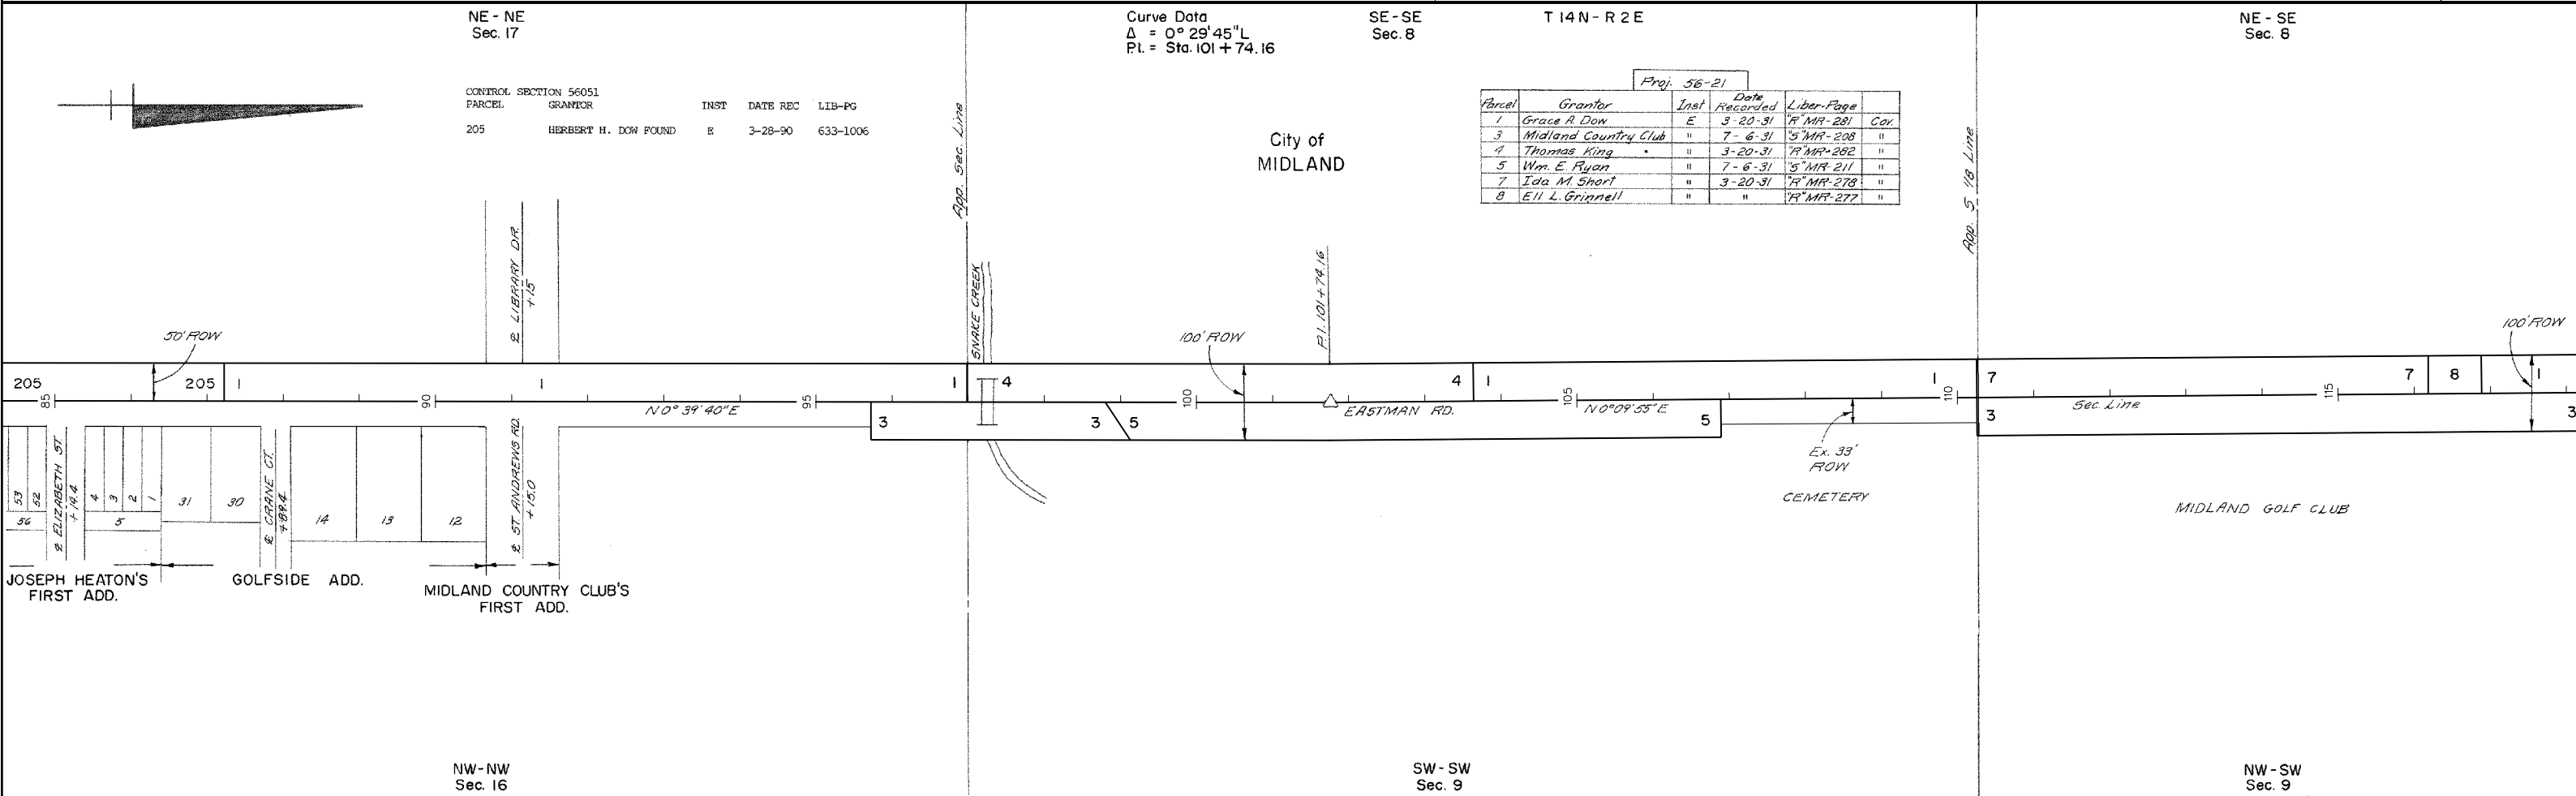 NE - NE
Sec. 17
Curve Data
Δ = 0° 29' 45" L
P.I. = Sta. 101 + 74.16
SE - SE
Sec. 8
T 14 N - R 2 E
NE - SE
Sec. 8
CONTROL SECTION 56051
PARCEL GRANTOR INST DATE REC LIB-PG
205 HERBERT H. DOW FOUND E 3-28-90 633-1006
Proj. 56-21
Parcel Grantor Inst Date Recorded Liber-Page
1 Grace A. Dow E 3-20-31 "R" MR-281 Cov.
3 Midland Country Club " 7-6-31 "S" MR-208 "
4 Thomas King " 3-20-31 "R" MR-282 "
5 Wm. E. Ryan " 7-6-31 "S" MR-211 "
7 Ida M. Short " 3-20-31 "R" MR-278 "
8 Ell L. Grinnell " " "R" MR-277 "
City of
MIDLAND
App. Sec. Line
App. S 1/8 Line
℄ LIBRARY DR.
+15
SNAKE CREEK
P.I. 101+74.16
50' ROW
100' ROW
100' ROW
205 205 1 1 1 4 4 1 1 7 7 8 1
85 90 95 100 105 110 115
N 0° 39' 40" E
EASTMAN RD.
N 0° 09' 55" E
Sec. Line
3 3 5 5 3 3
Ex. 33'
ROW
CEMETERY
MIDLAND GOLF CLUB
53 52 56
℄ ELIZABETH ST
+14.4
4 3 2 1 5
31 30
℄ CRANE CT.
+89.4
14 13 12
℄ ST. ANDREWS RD.
+15.0
JOSEPH HEATON'S
FIRST ADD.
GOLFSIDE ADD.
MIDLAND COUNTRY CLUB'S
FIRST ADD.
NW-NW
Sec. 16
SW - SW
Sec. 9
NW - SW
Sec. 9